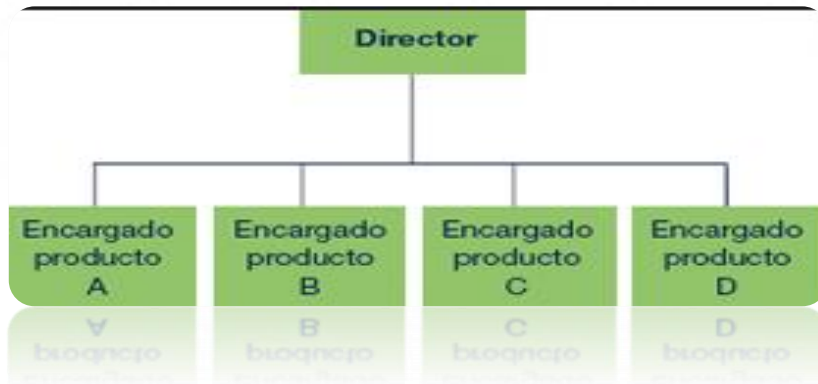 Director
Encargado
producto
A
Encargado
producto
B
Encargado
producto
C
Encargado
producto
D